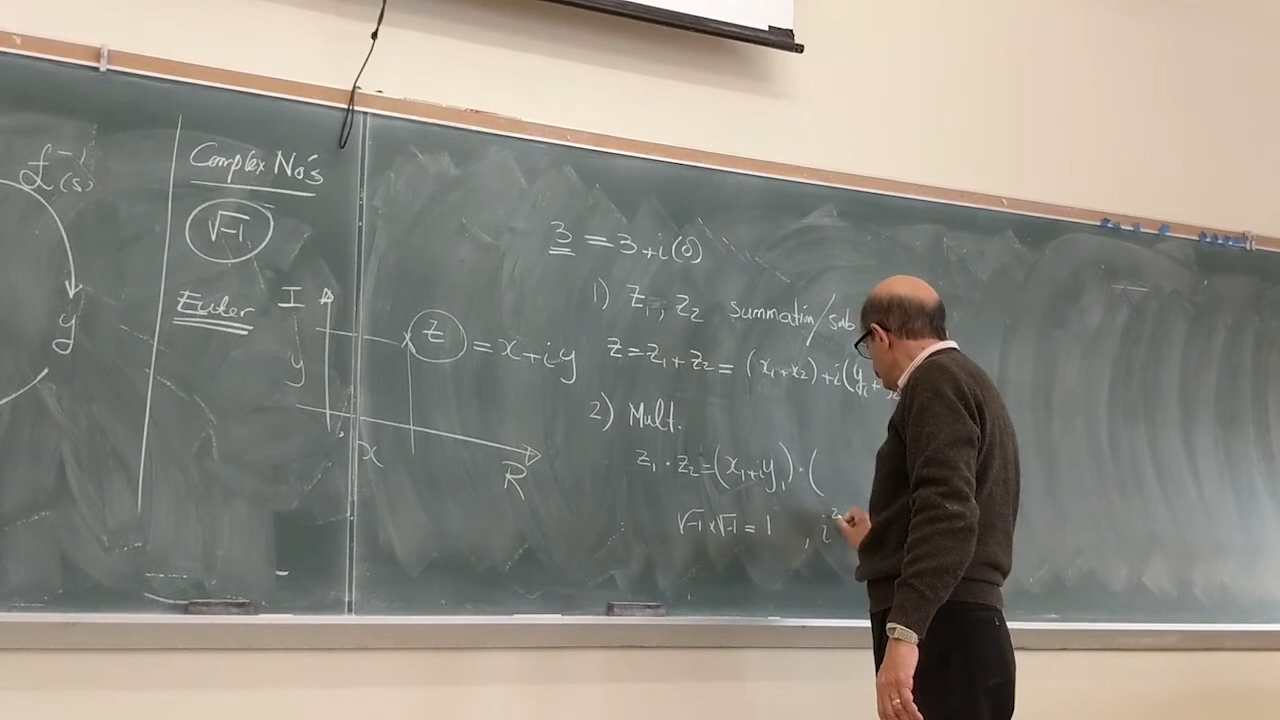 ℒ⁻¹(s)
y
Complex No's
√-1
Euler
I
y
x
R
z = x+iy
3 = 3+i(0)
1) z₁, z₂ summation/sub
z = z₁+z₂ = (x₁+x₂)+i(y₁+
2) Mult.
z₁ · z₂ = (x₁+iy₁)·(
√-1 × √-1 = 1 , i²